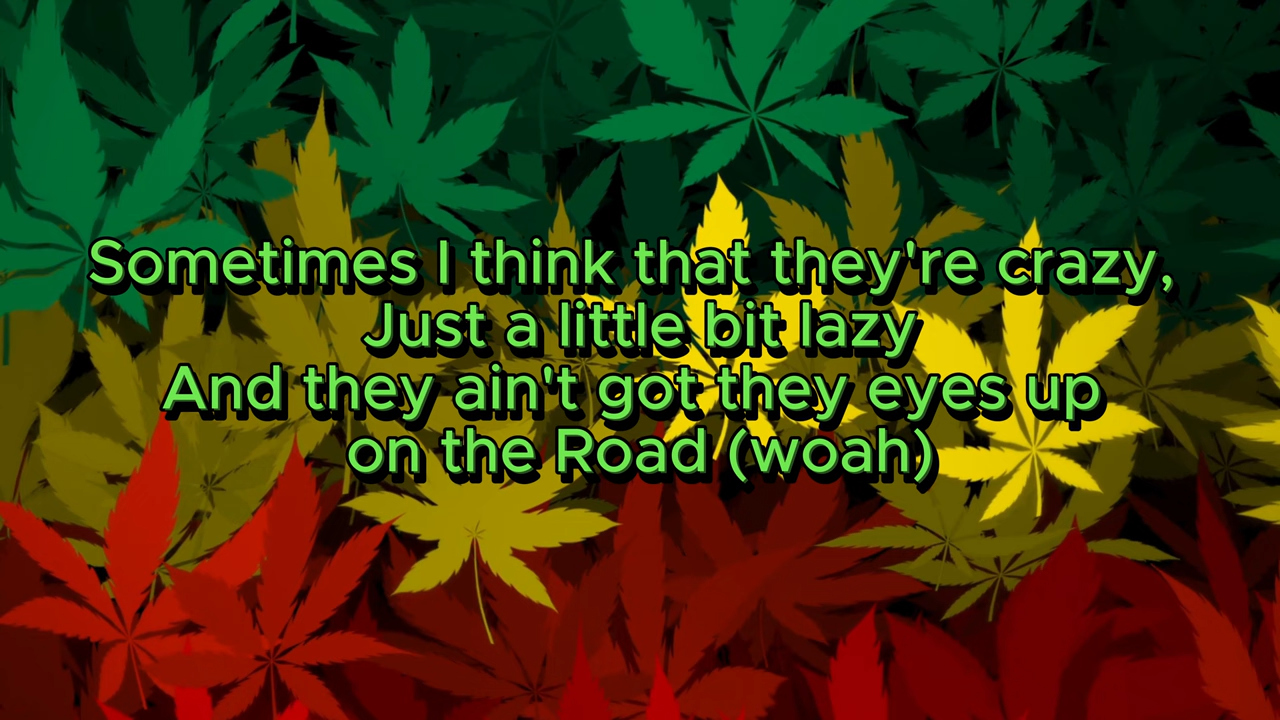 Sometimes I think that they're crazy,
Just a little bit lazy
And they ain't got they eyes up
on the Road (woah)